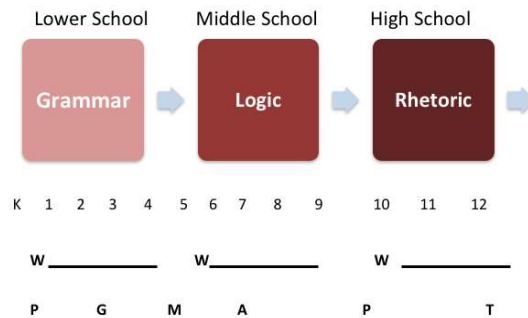 Lower School Middle School High School
Grammar Logic Rhetoric
K 1 2 3 4 5 6 7 8 9 10 11 12
W W W
P G M A P T